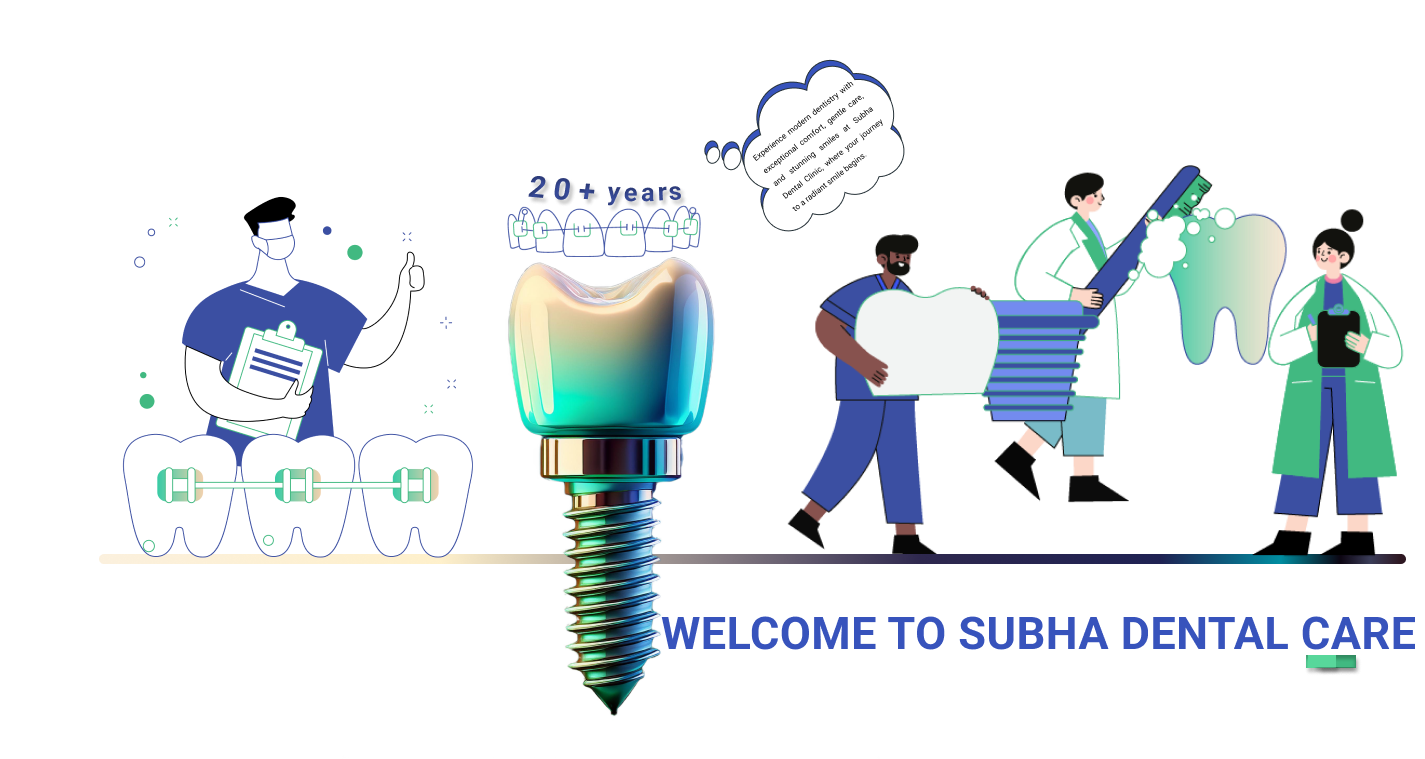 20+ years
Experience modern dentistry with
exceptional comfort, gentle care,
and stunning smiles at Subha
Dental Clinic, where your journey
to a radiant smile begins.
WELCOME TO SUBHA DENTAL CARE